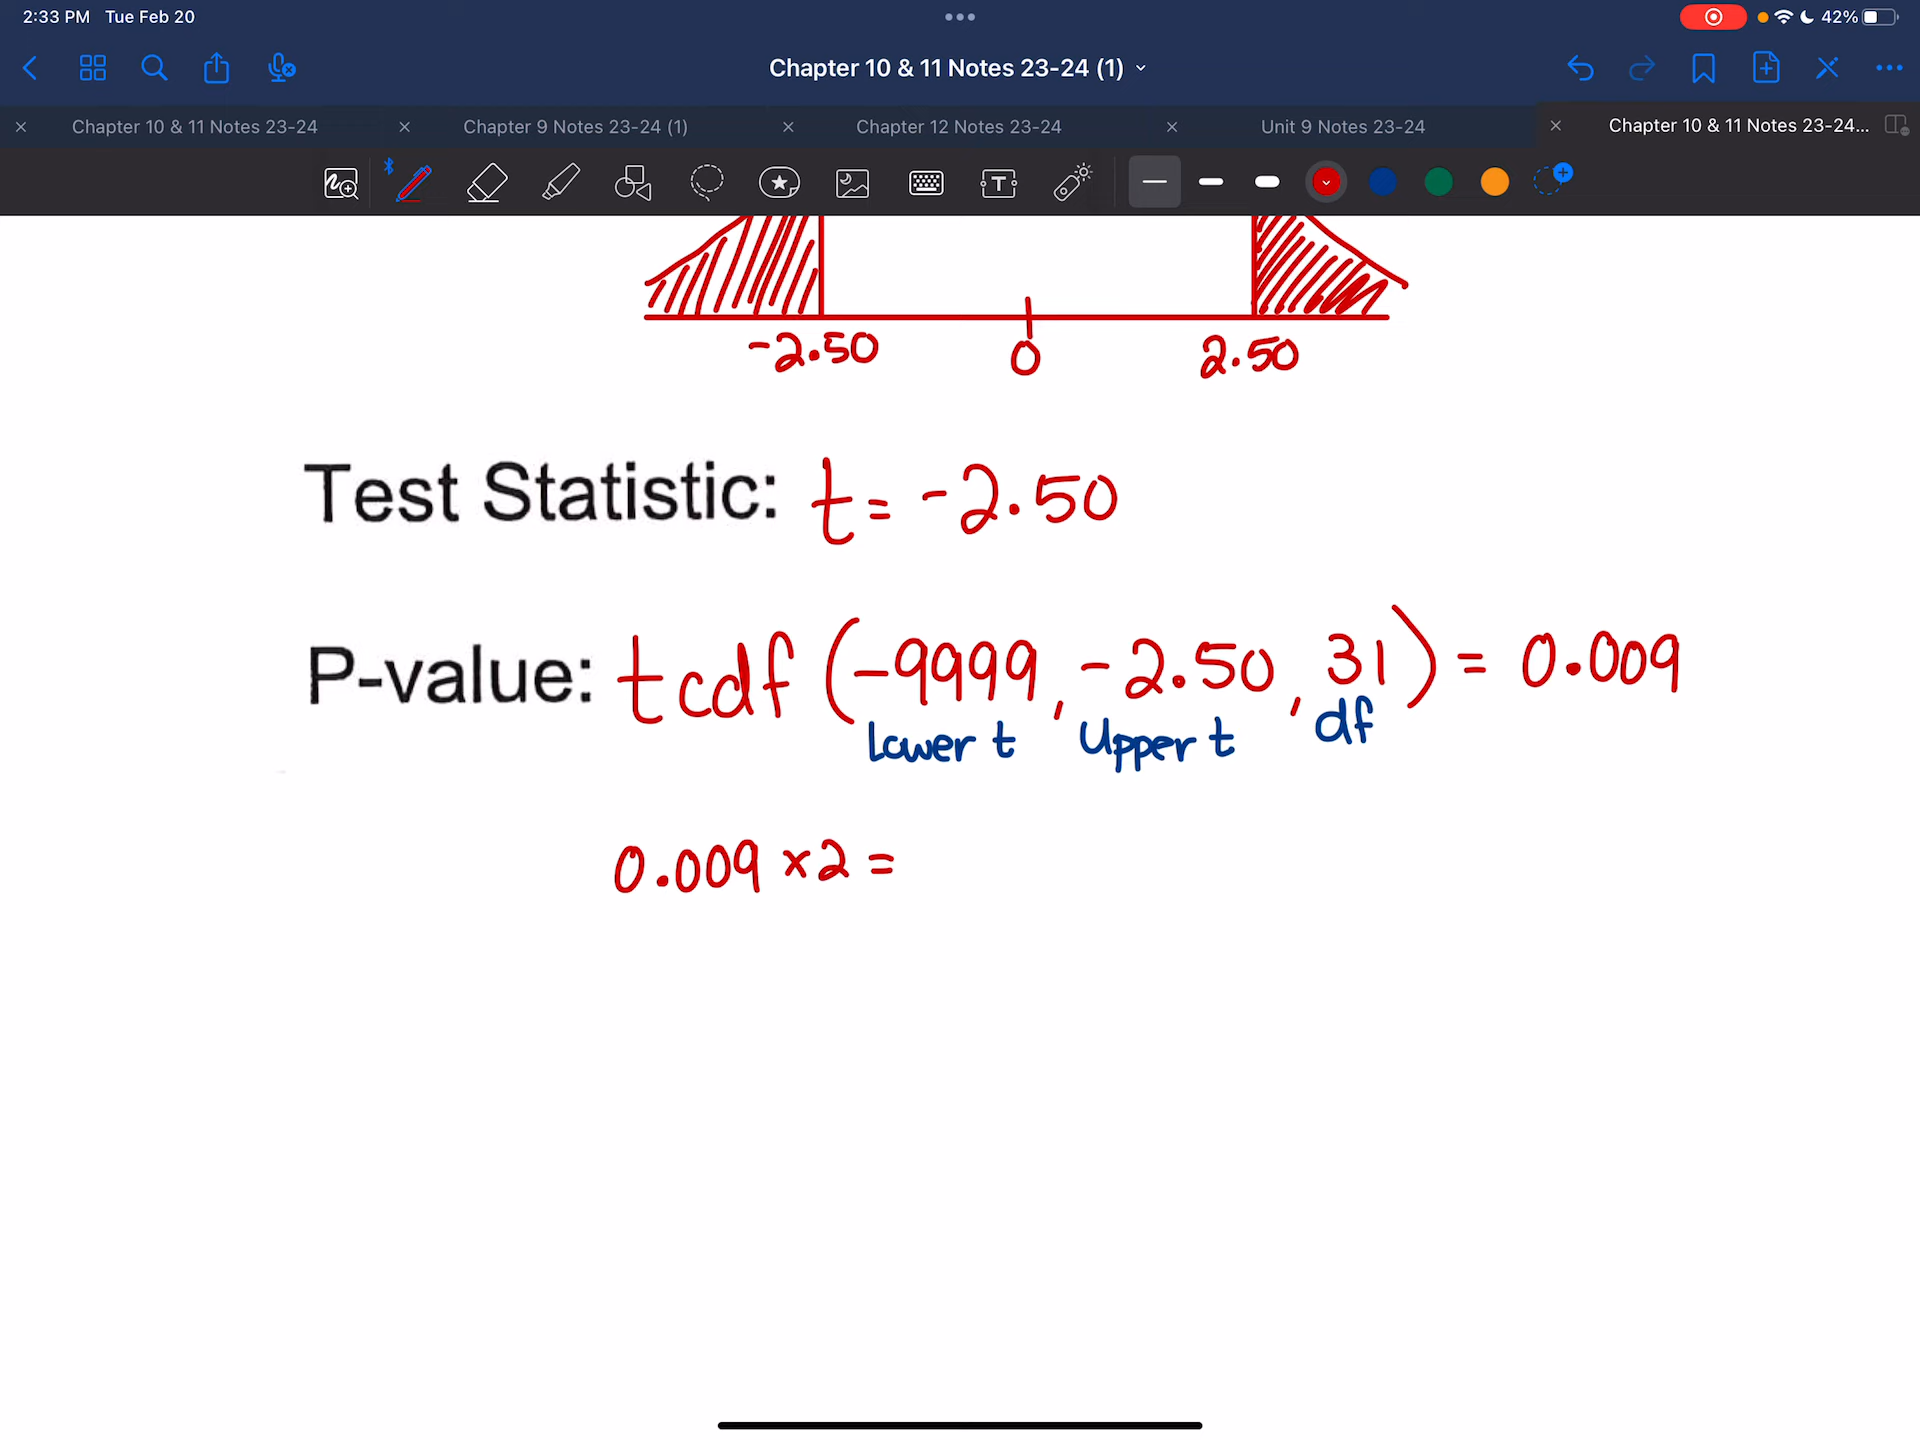 2:33 PM Tue Feb 20
42%
Chapter 10 & 11 Notes 23-24 (1)
Chapter 10 & 11 Notes 23-24
Chapter 9 Notes 23-24 (1)
Chapter 12 Notes 23-24
Unit 9 Notes 23-24
Chapter 10 & 11 Notes 23-24...
-2.50 0 2.50
Test Statistic: t = -2.50
P-value: tcdf (-9999, -2.50, 31) = 0.009
Lower t Upper t df
0.009 × 2 =